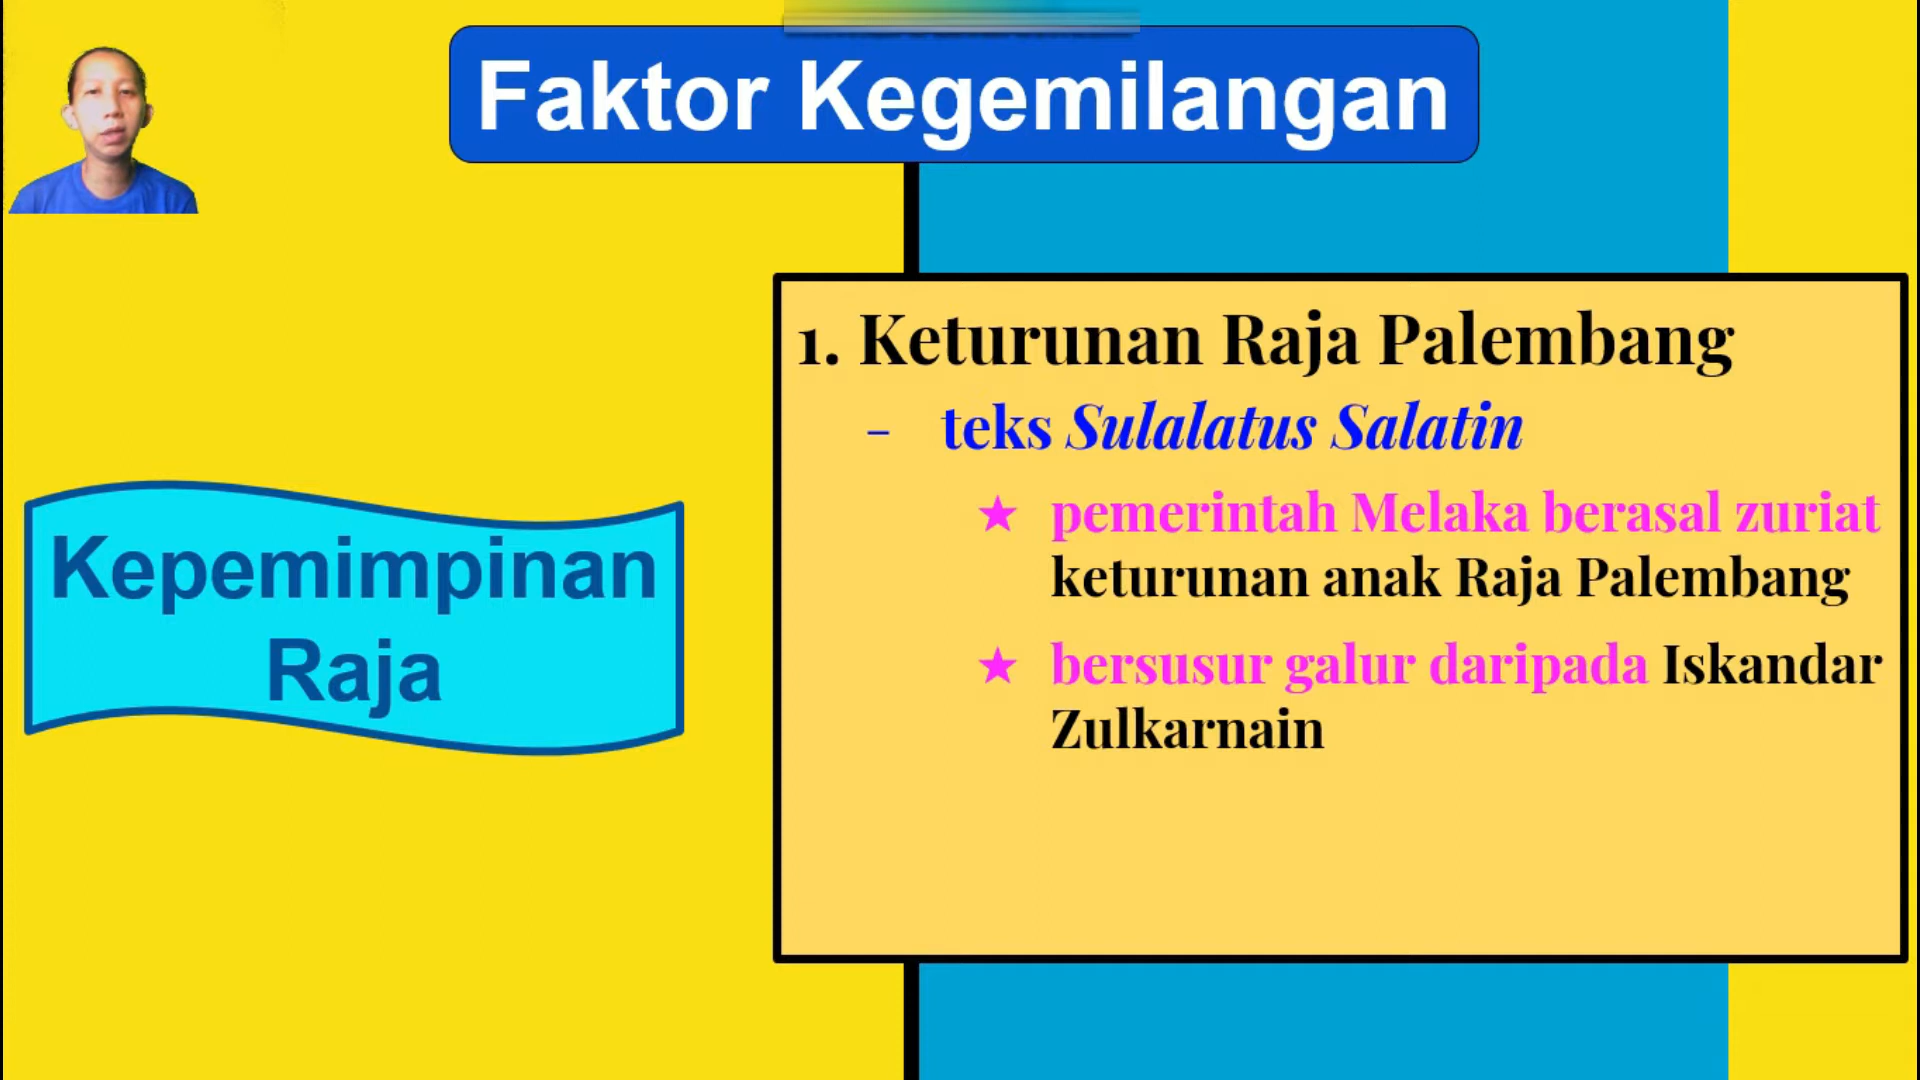 Faktor Kegemilangan
Kepemimpinan
Raja
1. Keturunan Raja Palembang
- teks Sulalatus Salatin
★ pemerintah Melaka berasal zuriat
keturunan anak Raja Palembang
★ bersusur galur daripada Iskandar
Zulkarnain